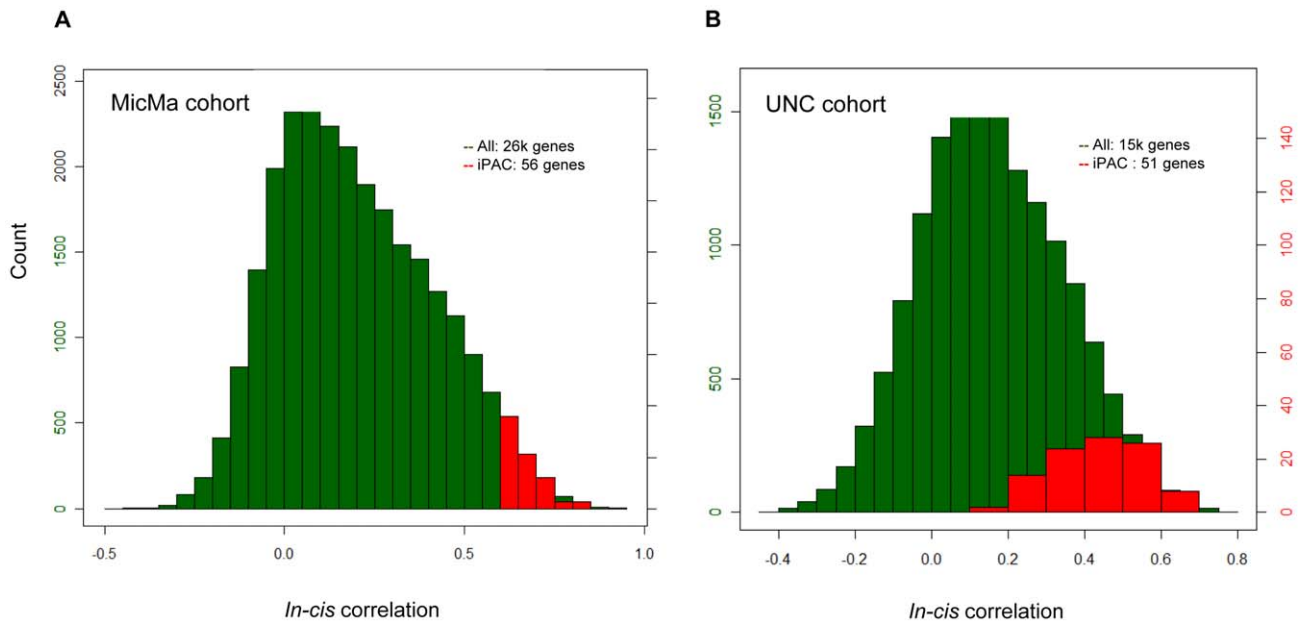 A
MicMa cohort
All: 26k genes
iPAC: 56 genes
Count
2500
2000
1500
1000
500
0
-0.5
0.0
0.5
1.0
In-cis correlation
B
UNC cohort
All: 15k genes
iPAC : 51 genes
1500
1000
500
0
140
120
100
80
60
40
20
0
-0.4
-0.2
0.0
0.2
0.4
0.6
0.8
In-cis correlation